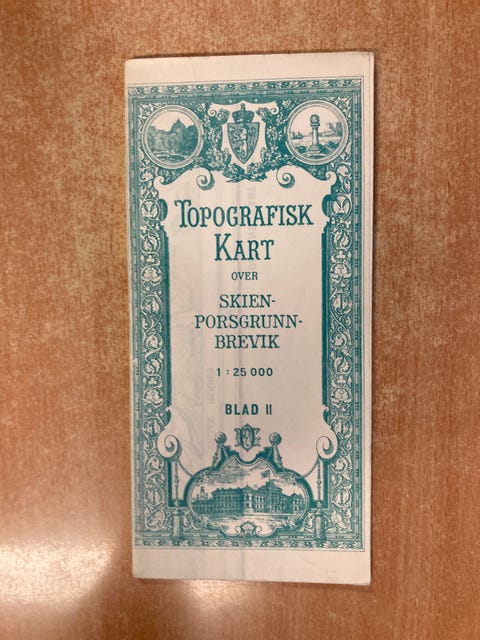 TOPOGRAFISK
KART
OVER
SKIEN-
PORSGRUNN-
BREVIK
1:25 000
BLAD II